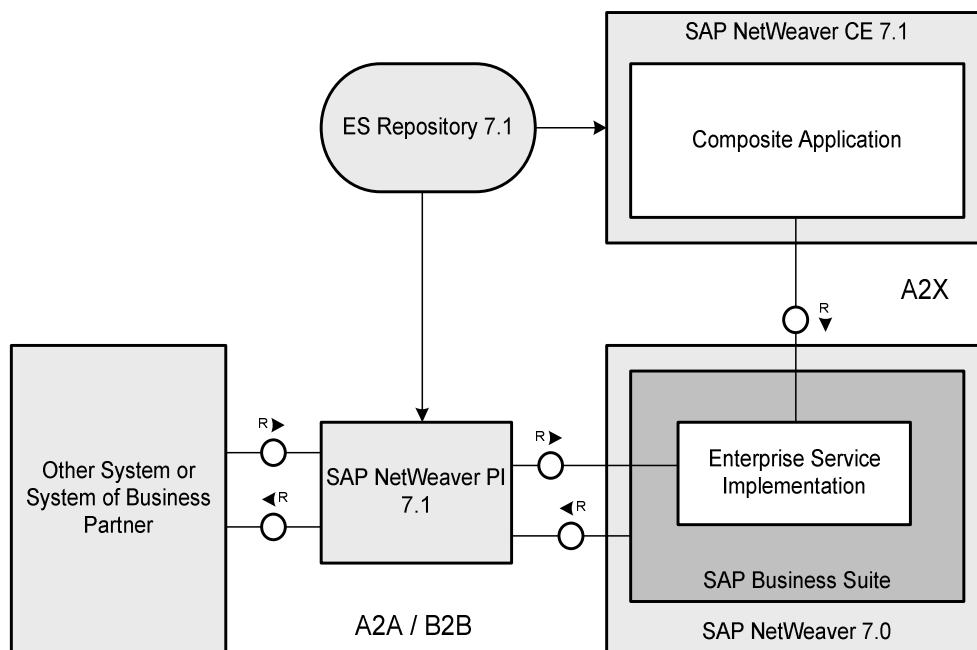 SAP NetWeaver CE 7.1
ES Repository 7.1
Composite Application
A2X
R
Other System or
System of Business
Partner
R
R
SAP NetWeaver PI
7.1
R
R
Enterprise Service
Implementation
SAP Business Suite
A2A / B2B
SAP NetWeaver 7.0